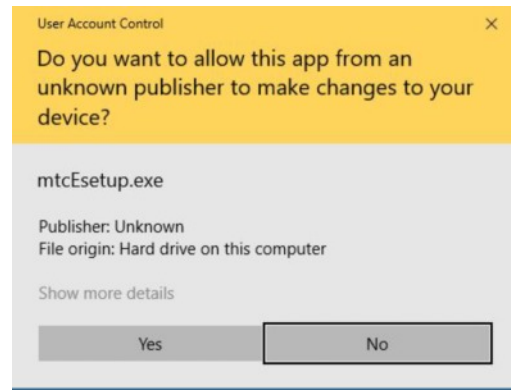 User Account Control
Do you want to allow this app from an
unknown publisher to make changes to your
device?
mtcEsetup.exe
Publisher: Unknown
File origin: Hard drive on this computer
Show more details
Yes
No